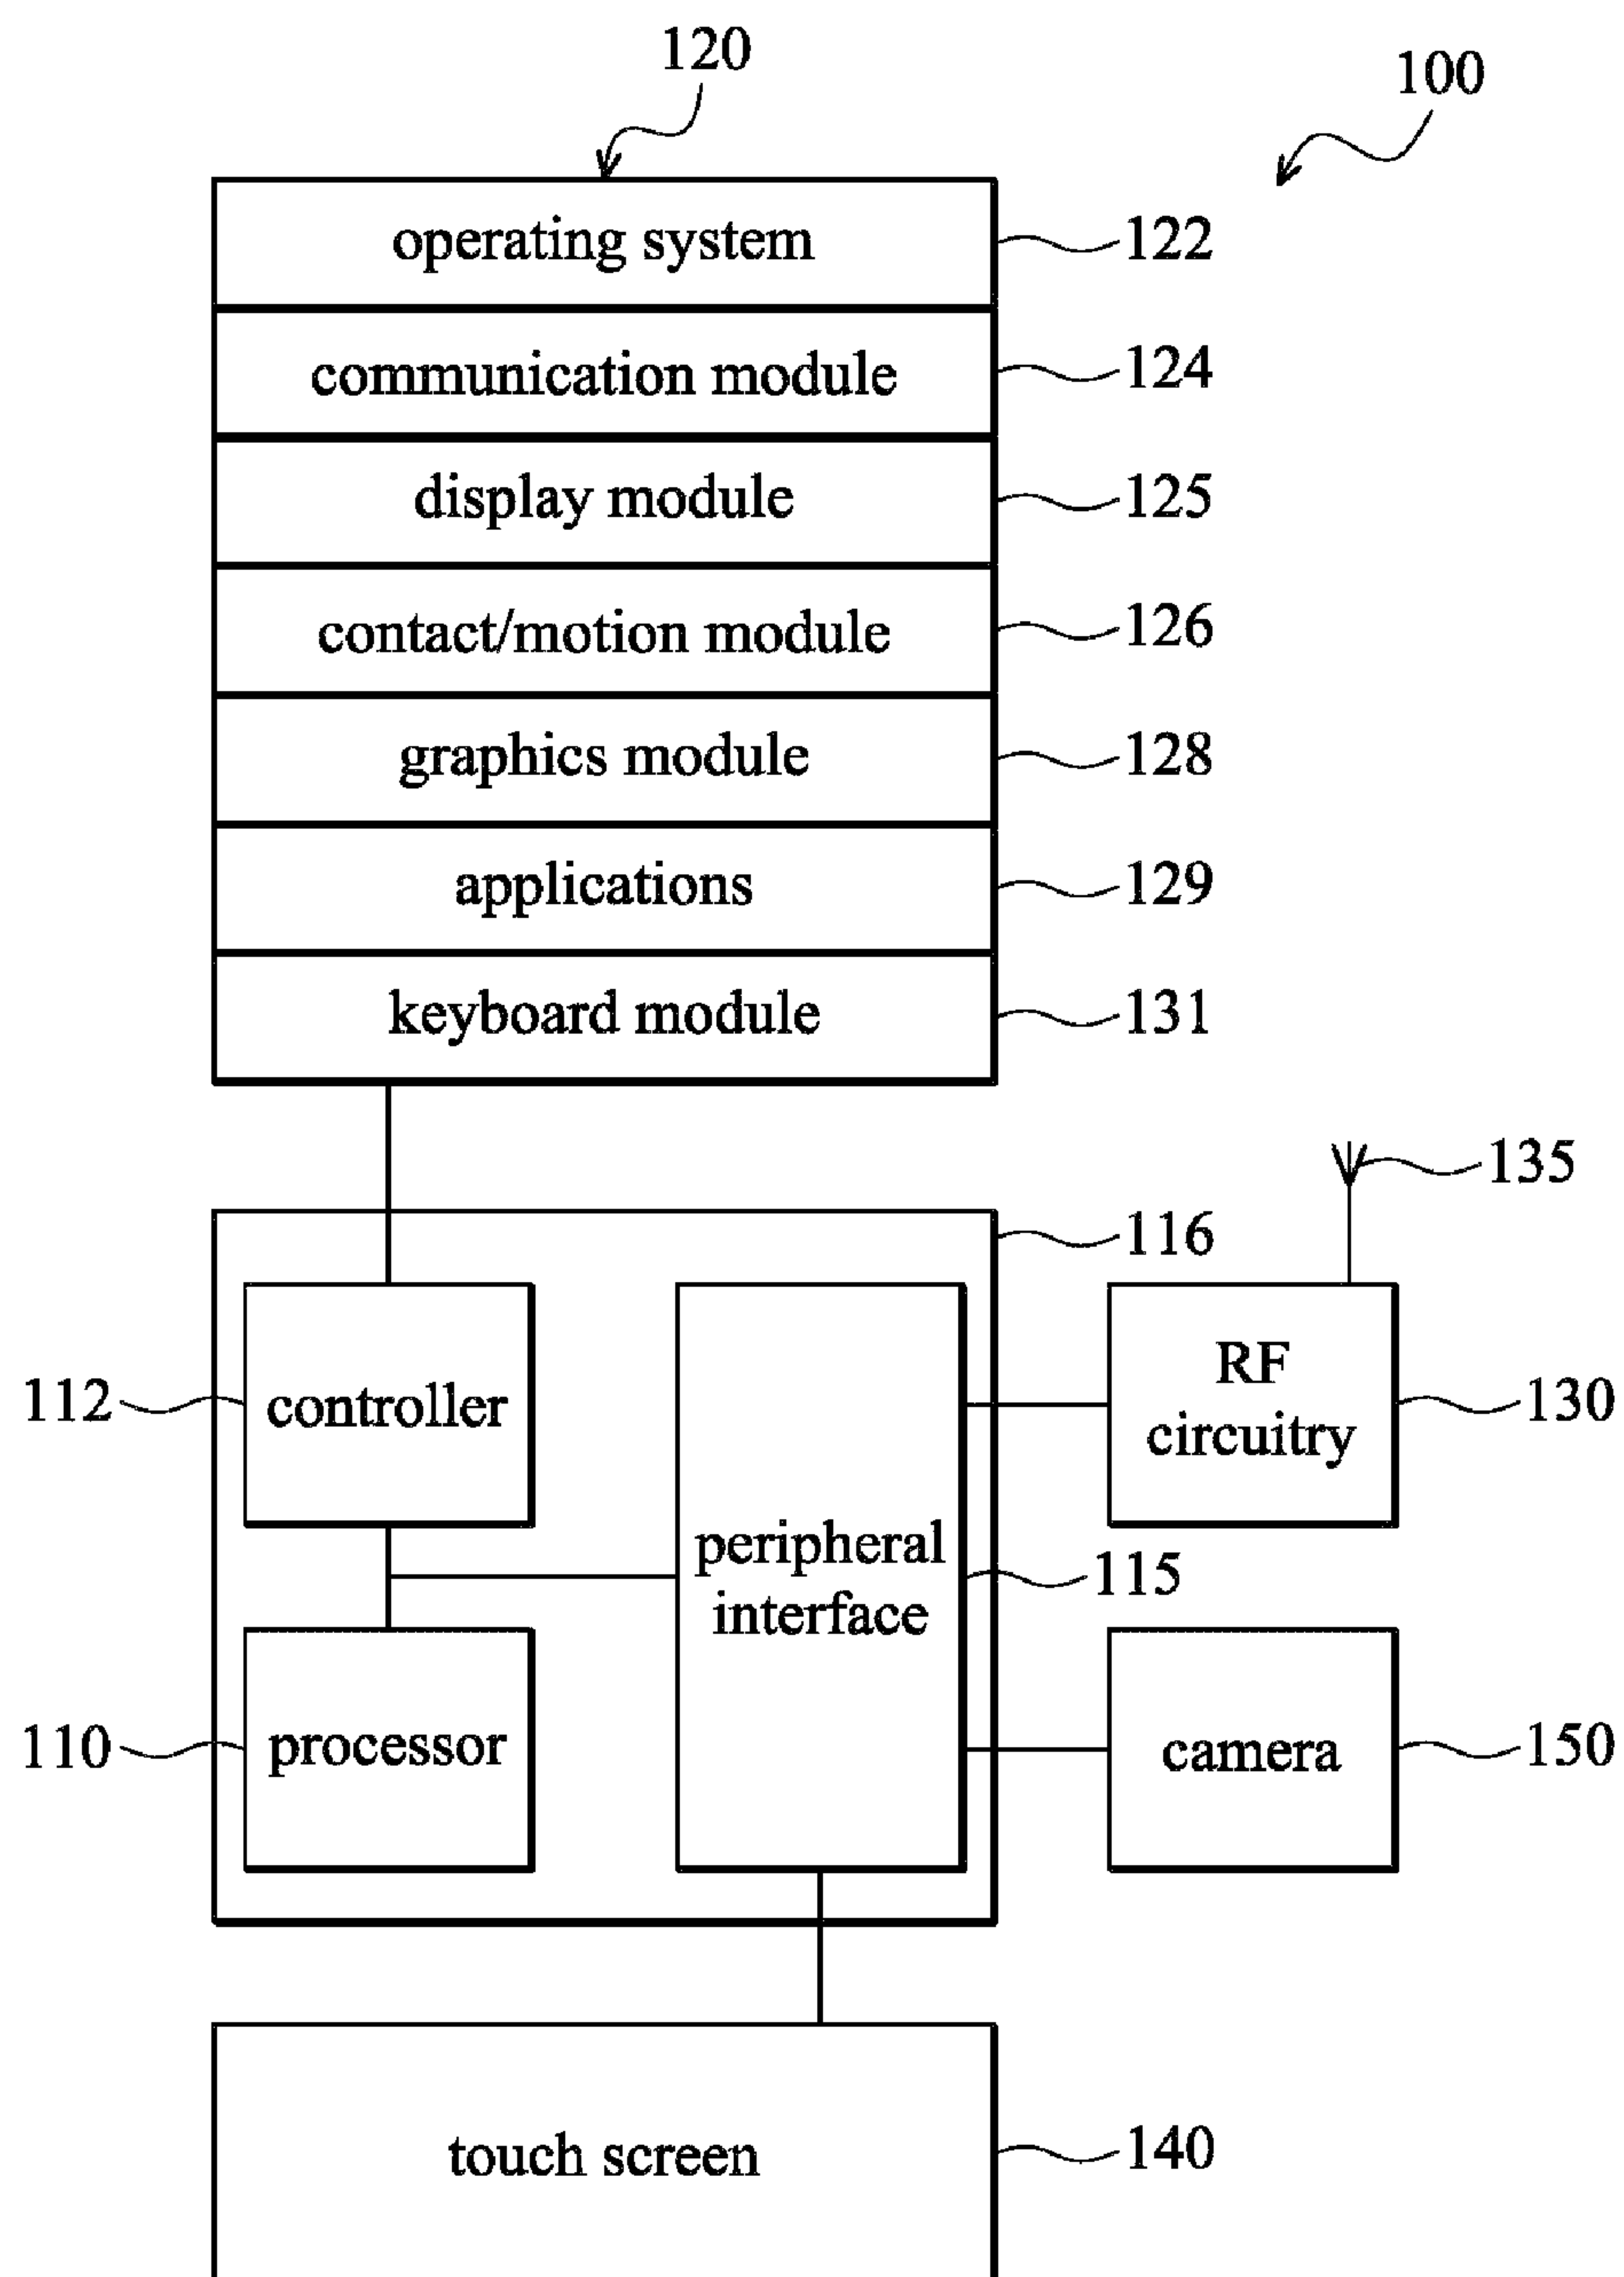 120
100
operating system 122
communication module 124
display module 125
contact/motion module 126
graphics module 128
applications 129
keyboard module 131
135
116
RF
circuitry
112 controller 130
peripheral
interface
115
110 processor camera 150
touch screen 140